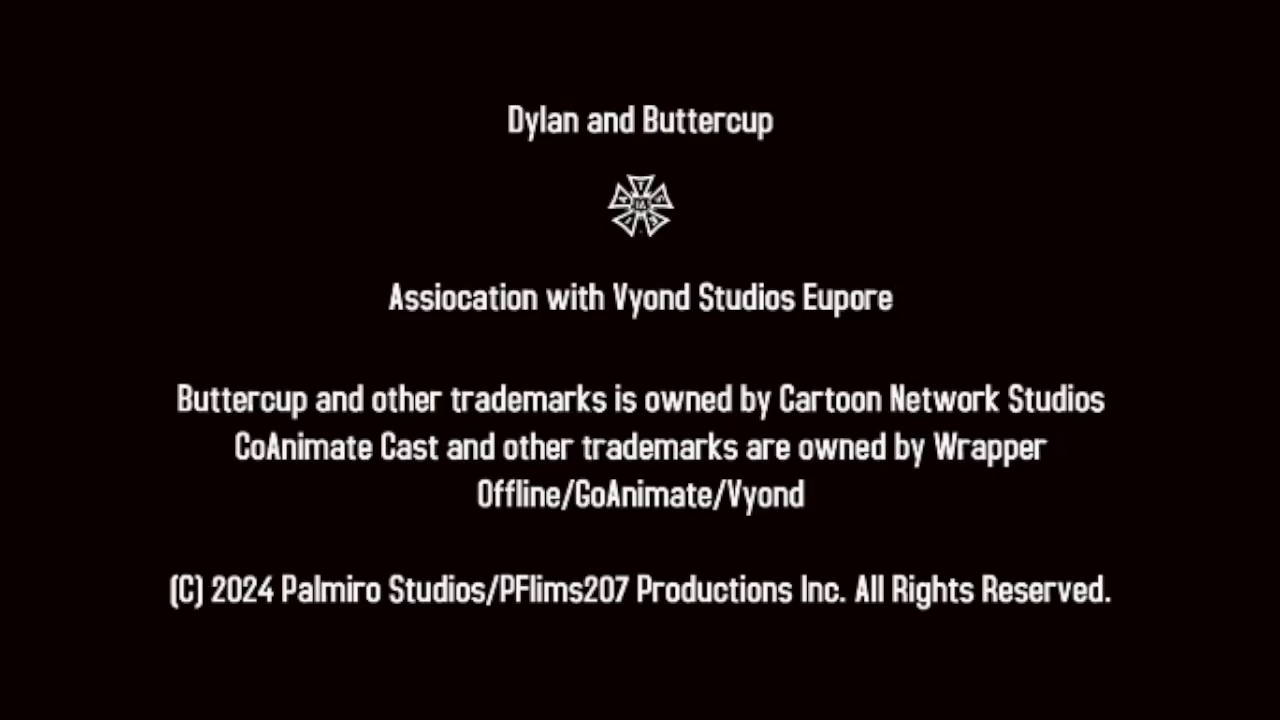 Dylan and Buttercup
Assiocation with Vyond Studios Eupore
Buttercup and other trademarks is owned by Cartoon Network Studios
CoAnimate Cast and other trademarks are owned by Wrapper
Offline/GoAnimate/Vyond
(C) 2024 Palmiro Studios/PFlims207 Productions Inc. All Rights Reserved.